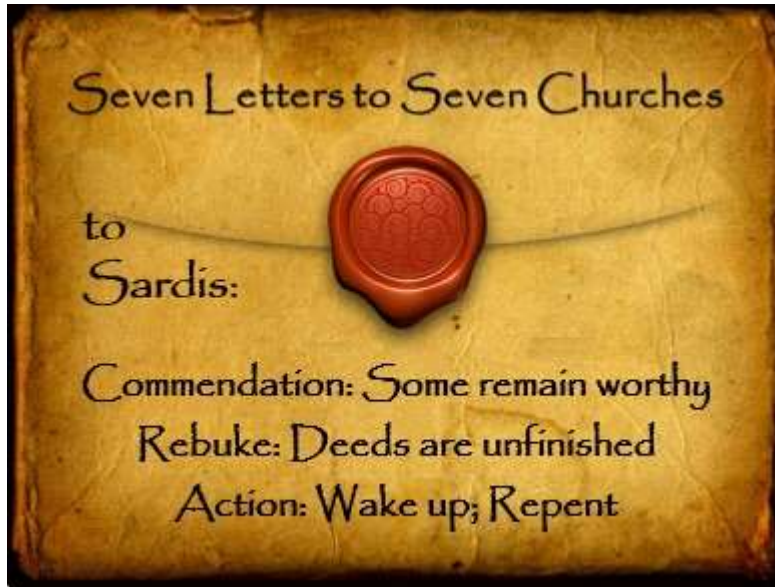 Seven Letters to Seven Churches
to
Sardis:
Commendation: Some remain worthy
Rebuke: Deeds are unfinished
Action: Wake up; Repent